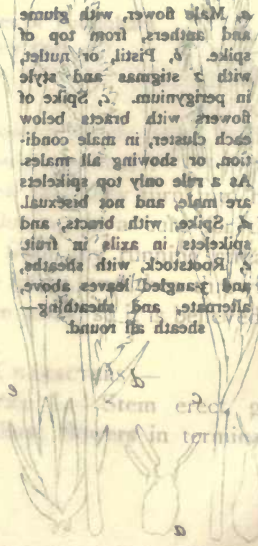 a, Male flower, with glume
and anthers, from top of
spike. b, Pistil, or nutlet,
with 2 stigmas and style
in perigynium. c, Spike of
flowers with bracts below
each cluster, in male condi-
tion, or showing all males.
As a rule only top spikelets
are male, and not bisexual.
d, Spike, with bracts, and
spikelets in axils in fruit.
e, Rootstock, with sheaths,
and 3-angled leaves above,
alternate, and sheathing—
sheath all round.
e
d
c
Stem erect
in termina
a